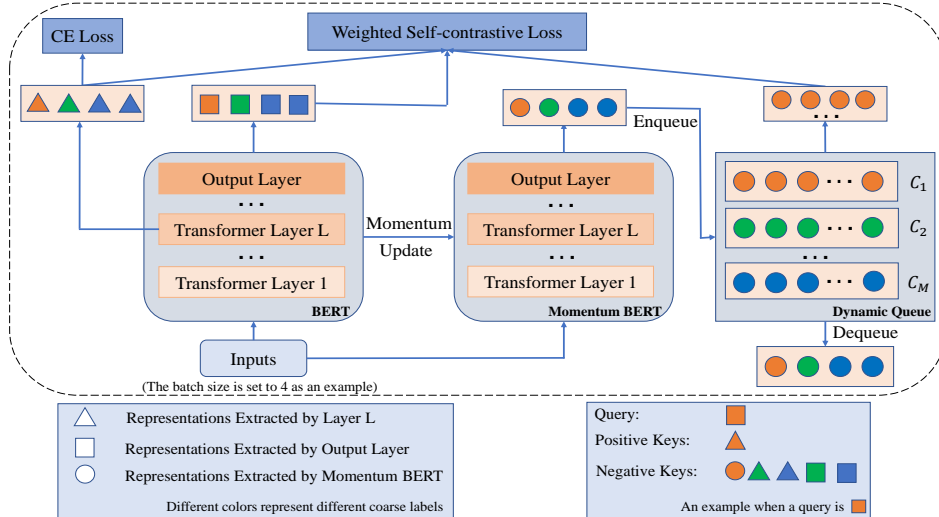 CE Loss
Weighted Self-contrastive Loss
Enqueue
Output Layer
...
Transformer Layer L
...
Transformer Layer 1
BERT
Momentum
Update
Output Layer
...
Transformer Layer L
...
Transformer Layer 1
Momentum BERT
...
... C1
... C2
...
... CM
Dynamic Queue
Dequeue
Inputs
(The batch size is set to 4 as an example)
Representations Extracted by Layer L
Representations Extracted by Output Layer
Representations Extracted by Momentum BERT
Different colors represent different coarse labels
Query:
Positive Keys:
Negative Keys:
An example when a query is